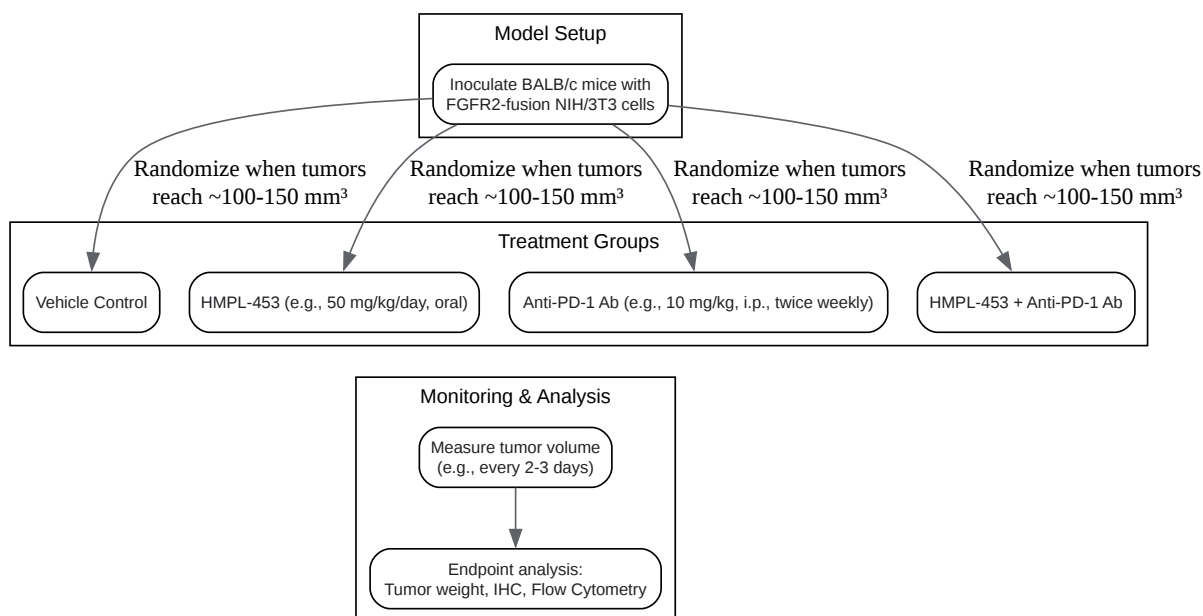 Model Setup
Inoculate BALB/c mice with
FGFR2-fusion NIH/3T3 cells
Randomize when tumors
reach ~100-150 mm³
Randomize when tumors
reach ~100-150 mm³
Randomize when tumors
reach ~100-150 mm³
Randomize when tumors
reach ~100-150 mm³
Treatment Groups
Vehicle Control
HMPL-453 (e.g., 50 mg/kg/day, oral)
Anti-PD-1 Ab (e.g., 10 mg/kg, i.p., twice weekly)
HMPL-453 + Anti-PD-1 Ab
Monitoring & Analysis
Measure tumor volume
(e.g., every 2-3 days)
Endpoint analysis:
Tumor weight, IHC, Flow Cytometry